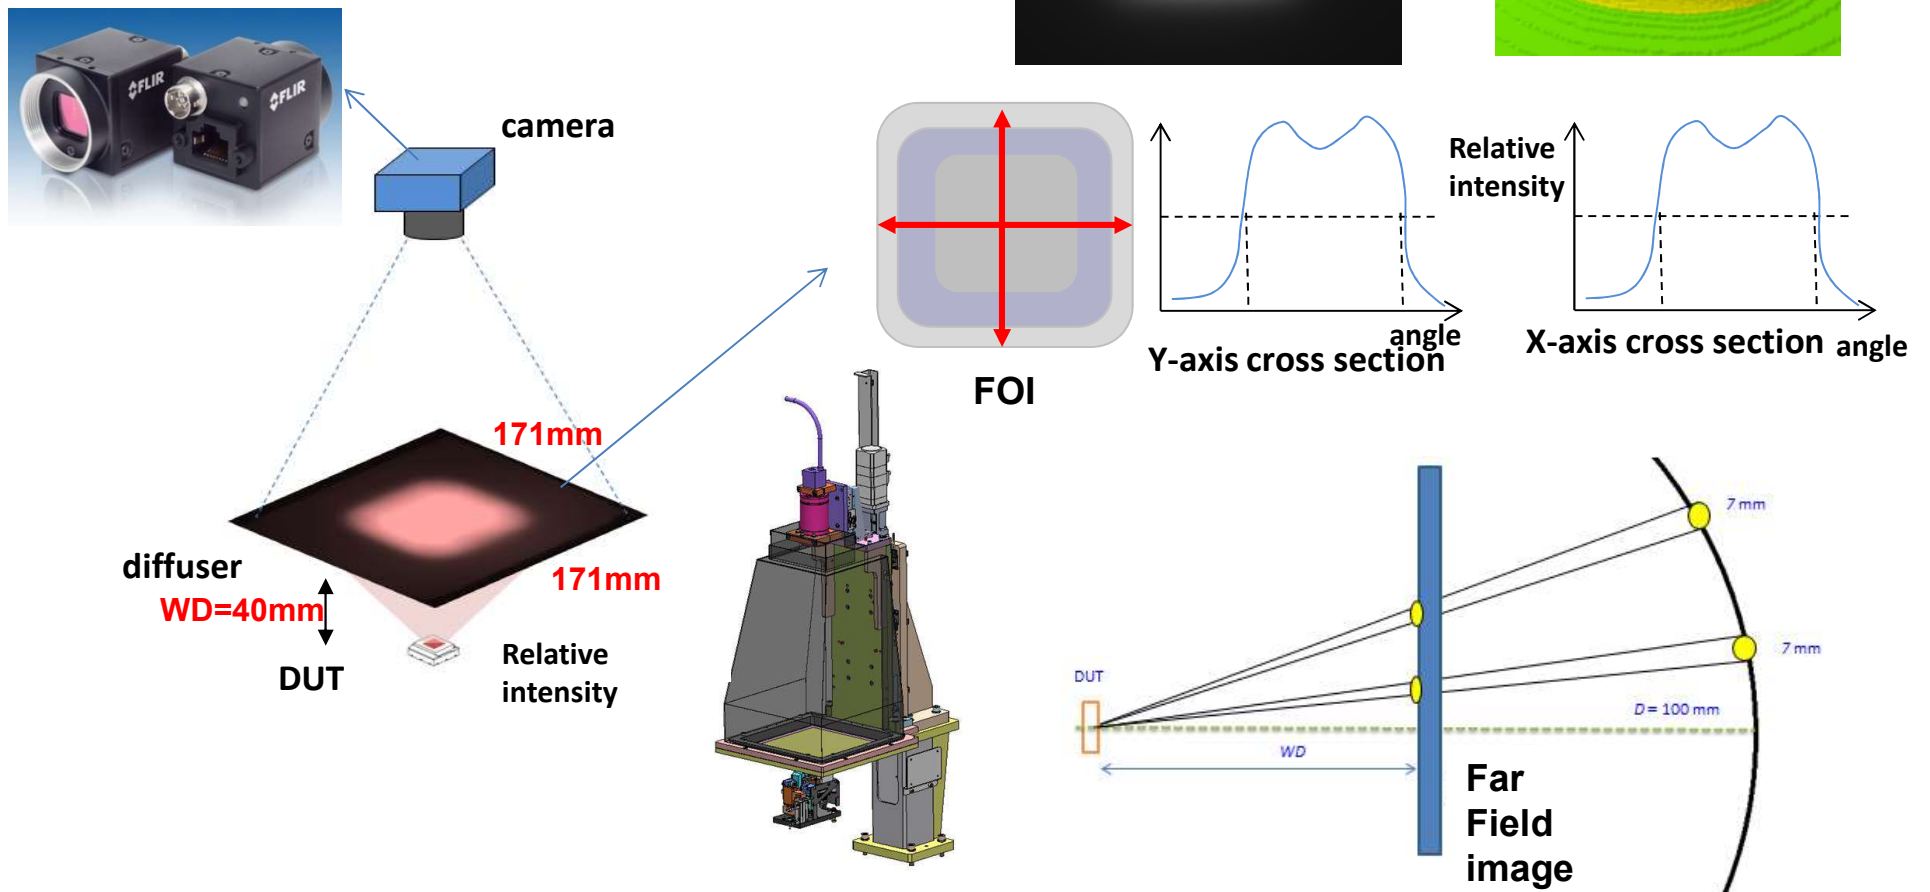 FLIR
FLIR
camera
171mm
diffuser
171mm
WD=40mm
DUT
Relative
intensity
FOI
angle
Y-axis cross section
Relative
intensity
X-axis cross section
angle
7 mm
7 mm
DUT
D = 100 mm
WD
Far
Field
image